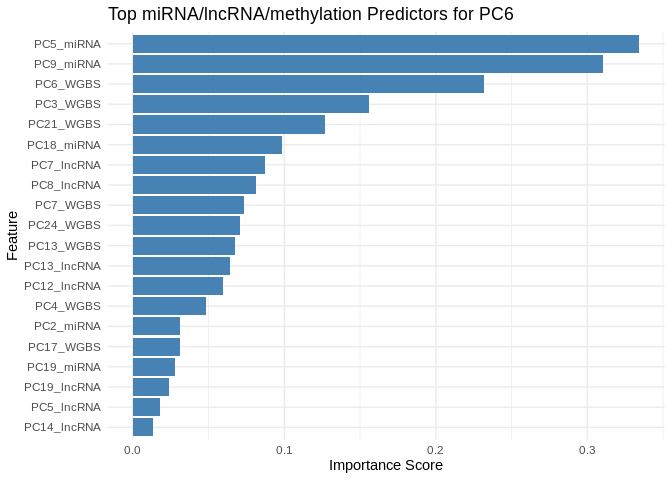 Top miRNA/lncRNA/methylation Predictors for PC6
Feature
PC5_miRNA
PC9_miRNA
PC6_WGBS
PC3_WGBS
PC21_WGBS
PC18_miRNA
PC7_lncRNA
PC8_lncRNA
PC7_WGBS
PC24_WGBS
PC13_WGBS
PC13_lncRNA
PC12_lncRNA
PC4_WGBS
PC2_miRNA
PC17_WGBS
PC19_miRNA
PC19_lncRNA
PC5_lncRNA
PC14_lncRNA
0.0 0.1 0.2 0.3
Importance Score